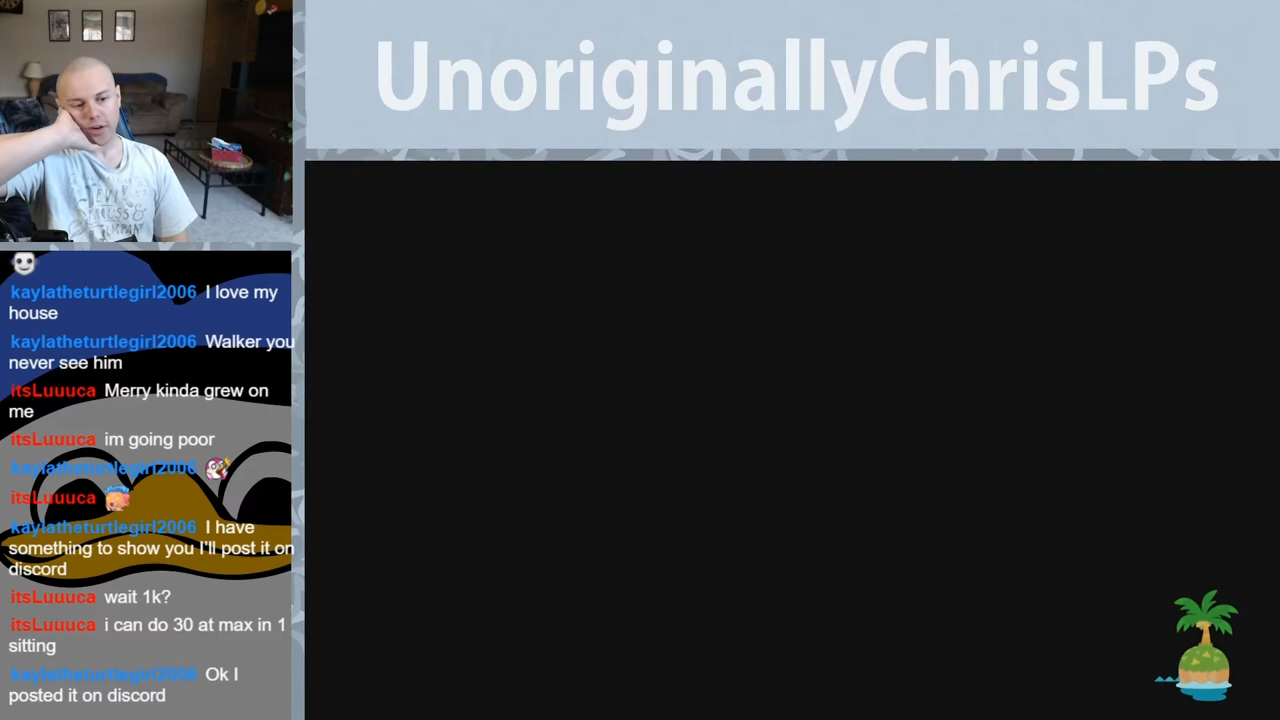 UnoriginallyChrisLPs
kaylatheturtlegirl2006 I love my
house
kaylatheturtlegirl2006 Walker you
never see him
itsLuuuca Merry kinda grew on
me
itsLuuuca im going poor
kaylatheturtlegirl2006
itsLuuuca
kaylatheturtlegirl2006 I have
something to show you I'll post it on
discord
itsLuuuca wait 1k?
itsLuuuca i can do 30 at max in 1
sitting
kaylatheturtlegirl2006 Ok I
posted it on discord